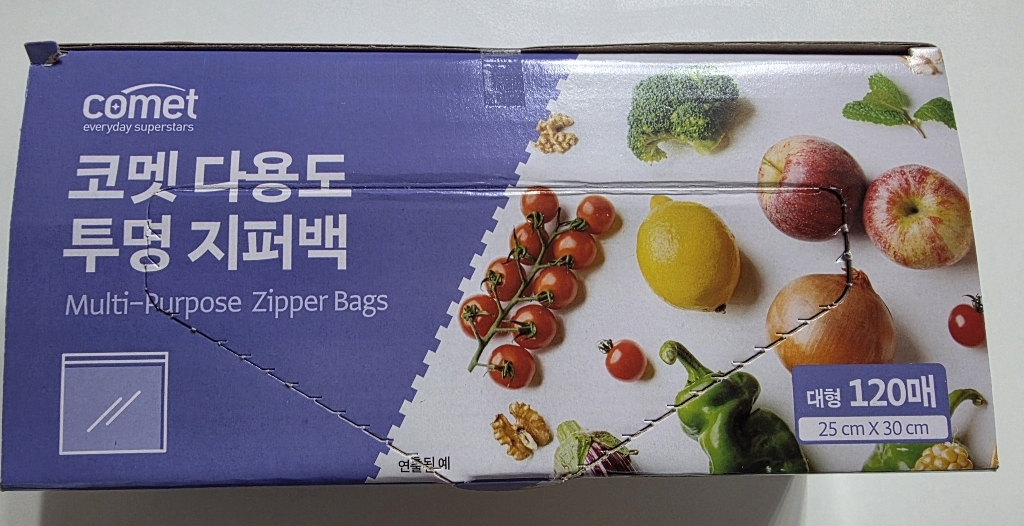 comet
everyday superstars
코멧 다용도
투명 지퍼백
Multi-Purpose Zipper Bags
대형 120매
25 cm X 30 cm
연출된 예